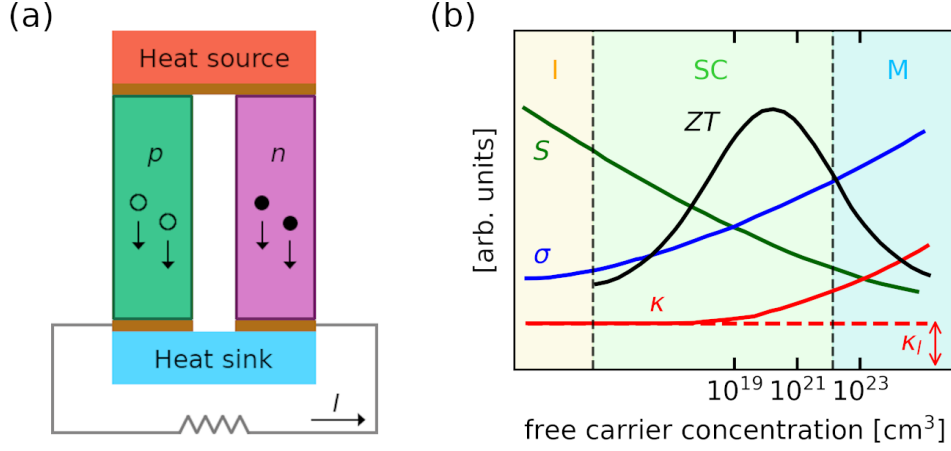 (a)
Heat source
p
n
Heat sink
I
(b)
I
SC
M
ZT
S
σ
κ
κₗ
[arb. units]
10¹⁹
10²¹
10²³
free carrier concentration [cm³]